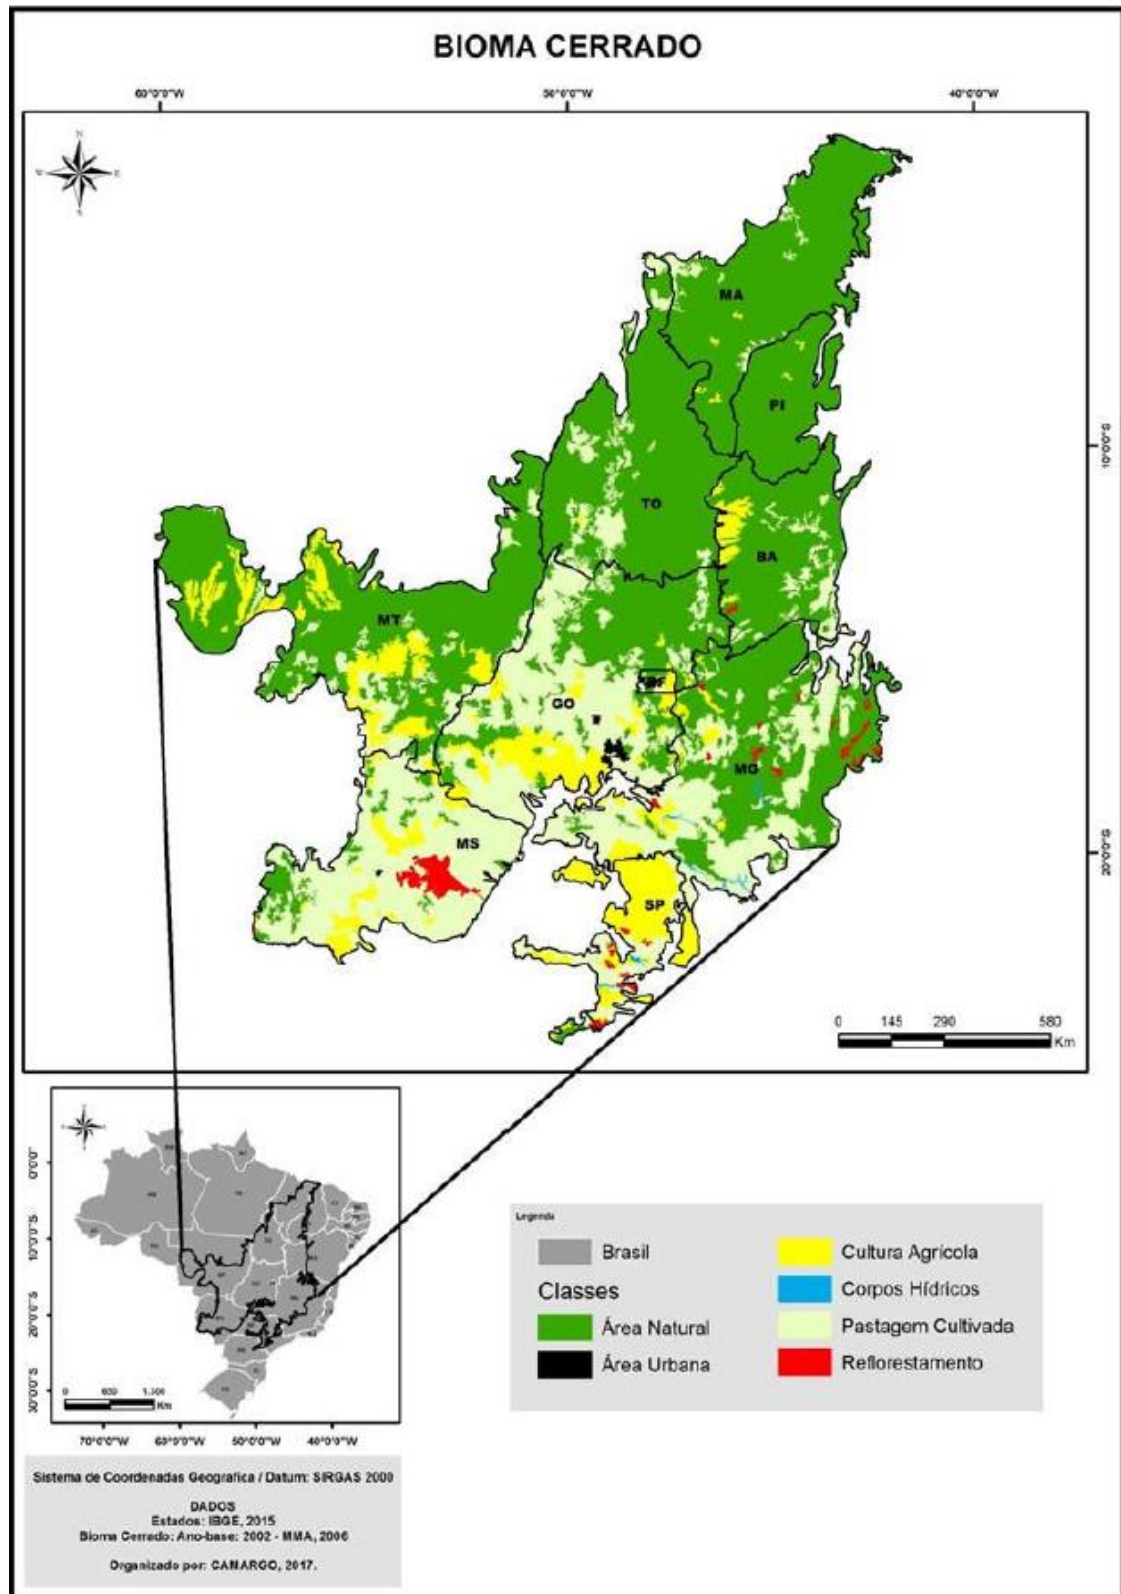 BIOMA CERRADO
60°0'0"W
50°0'0"W
40°0'0"W
N
W
E
S
MA
PI
10°0'0"S
TO
BA
MT
DF
GO
MG
MS
20°0'0"S
SP
0 145 290 580
Km
0°0'0"
10°0'0"S
20°0'0"S
30°0'0"S
70°0'0"W
60°0'0"W
50°0'0"W
40°0'0"W
Km
Legenda
Brasil
Classes
Área Natural
Área Urbana
Cultura Agrícola
Corpos Hídricos
Pastagem Cultivada
Reflorestamento
Sistema de Coordenadas Geografica / Datum: SIRGAS 2000
DADOS
Estados: IBGE, 2015
Bioma Cerrado: Ano-base: 2002 - MMA, 2006
Organizado por: CAMARGO, 2017.